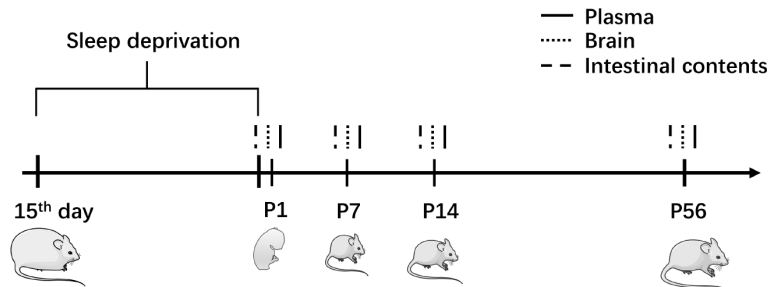 Plasma
Brain
Intestinal contents
Sleep deprivation
15th day
P1
P7
P14
P56